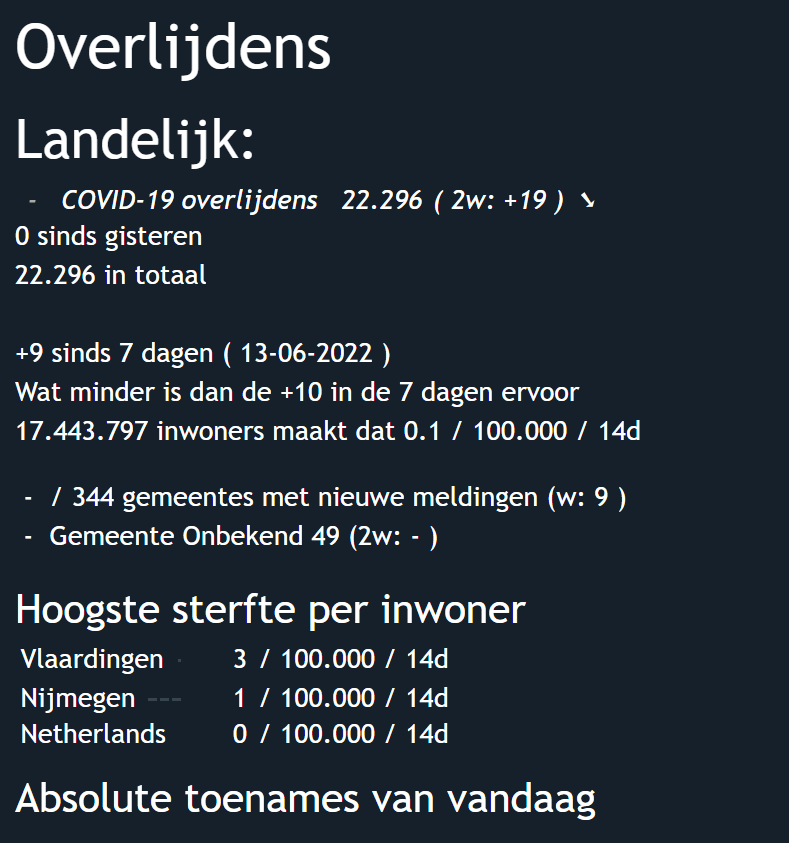 Overlijdens
Landelijk:
- COVID-19 overlijdens 22.296 ( 2w: +19 ) ➘
0 sinds gisteren
22.296 in totaal
+9 sinds 7 dagen ( 13-06-2022 )
Wat minder is dan de +10 in de 7 dagen ervoor
17.443.797 inwoners maakt dat 0.1 / 100.000 / 14d
- / 344 gemeentes met nieuwe meldingen (w: 9 )
- Gemeente Onbekend 49 (2w: - )
Hoogste sterfte per inwoner
Vlaardingen · 3 / 100.000 / 14d
Nijmegen --- 1 / 100.000 / 14d
Netherlands 0 / 100.000 / 14d
Absolute toenames van vandaag